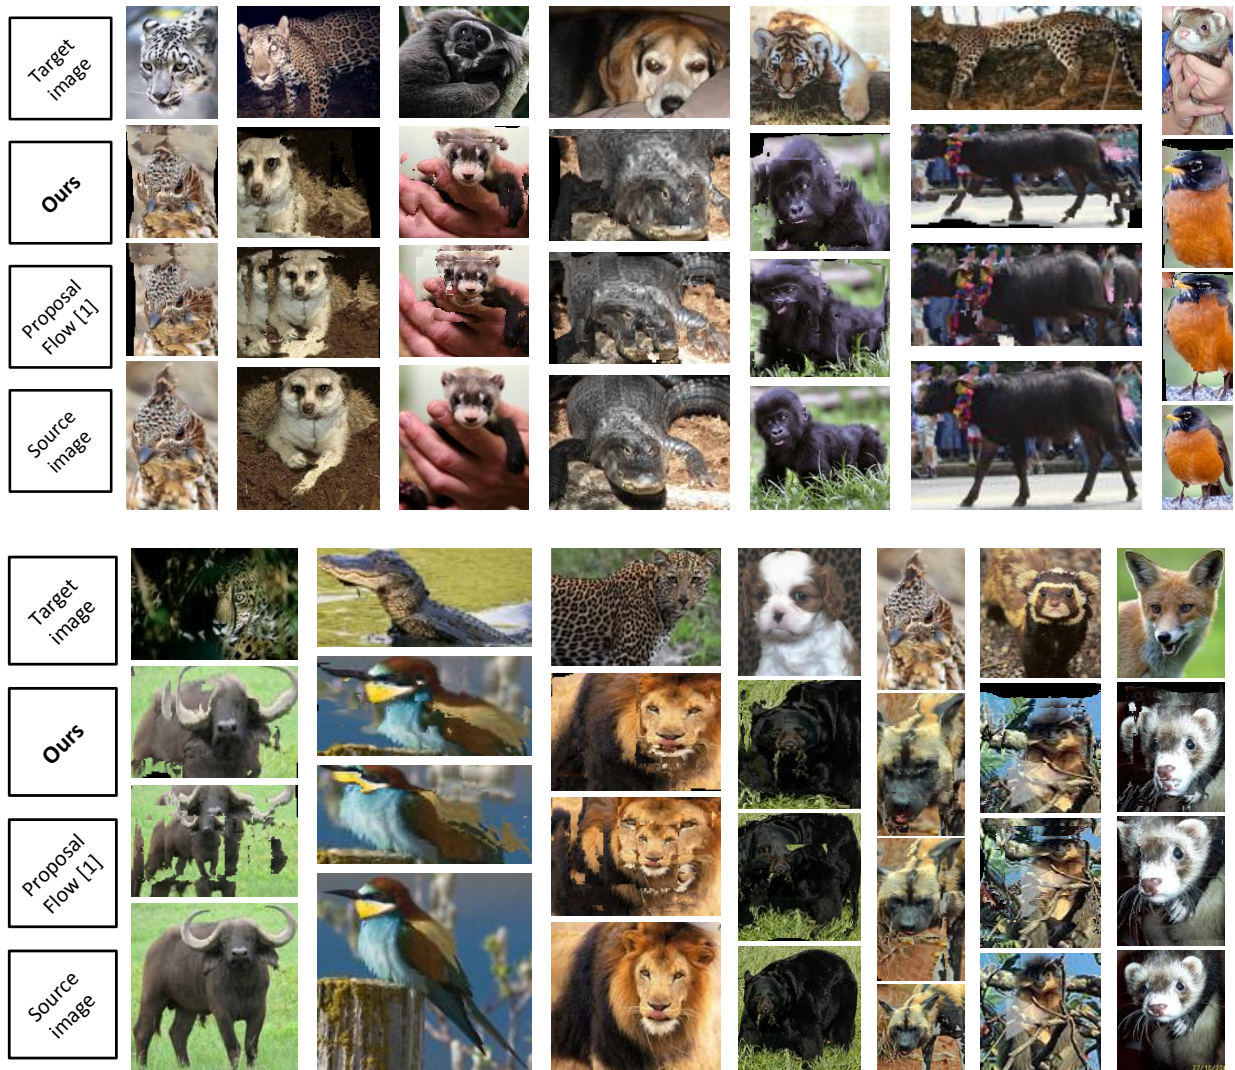 Target
image
Ours
Proposal
Flow [1]
Source
image
Target
image
Ours
Proposal
Flow [1]
Source
image